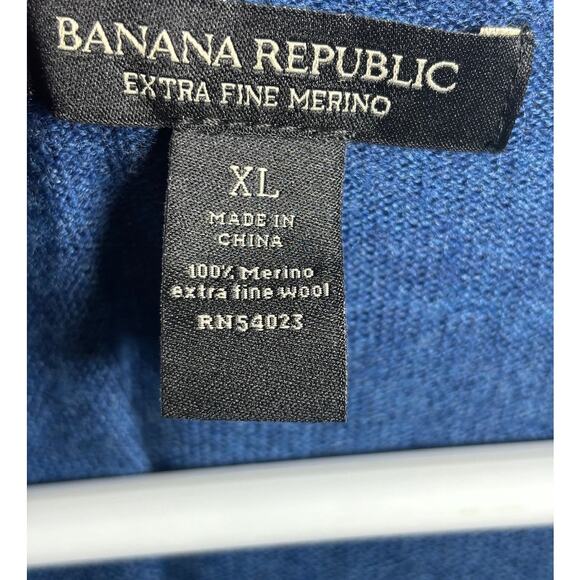 BANANA REPUBLIC
EXTRA FINE MERINO
XL
MADE IN
CHINA
100% Merino
extra fine wool
RN54023